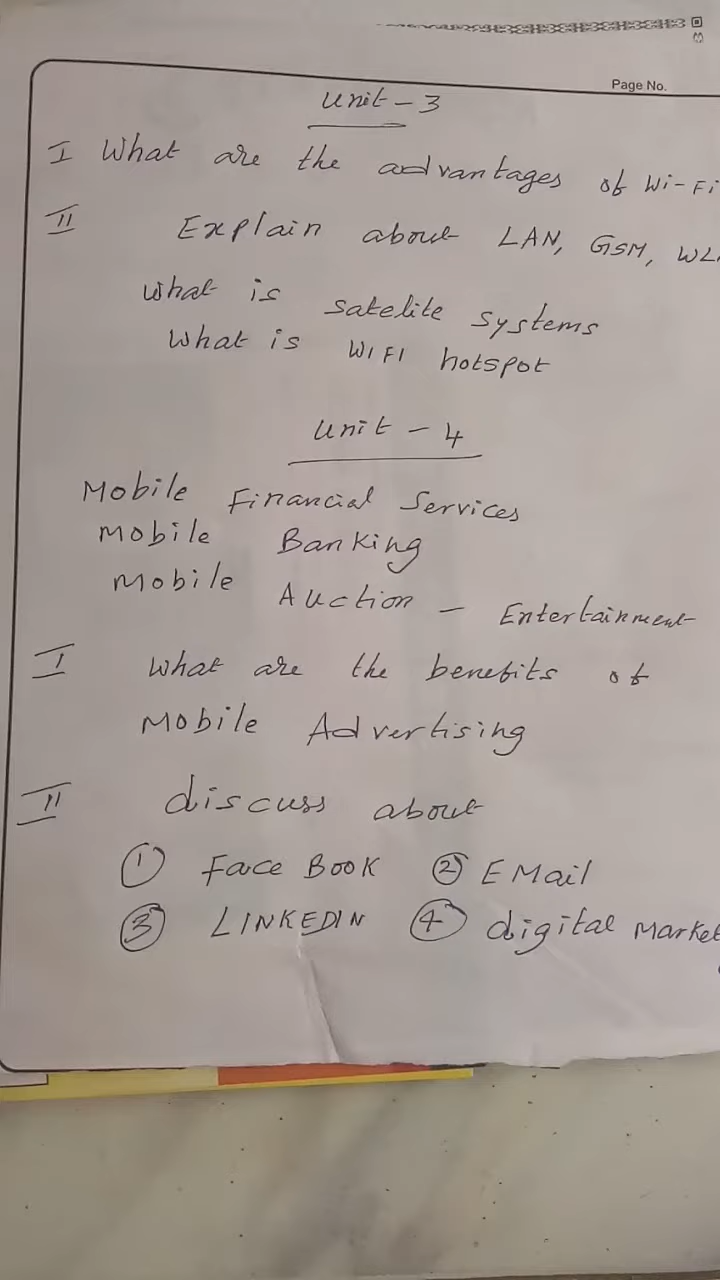 Page No.
Unit - 3
I What are the advantages of Wi-Fi
II Explain about LAN, GSM,
What is satelite systems
What is WIFI hotspot
Unit - 4
Mobile Financial Services
Mobile Banking
Mobile Auction - Entertainment
I What are the benefits of
Mobile Advertising
II discuss about
① Face Book ② EMail
③ LINKEDIN ④ digital Market